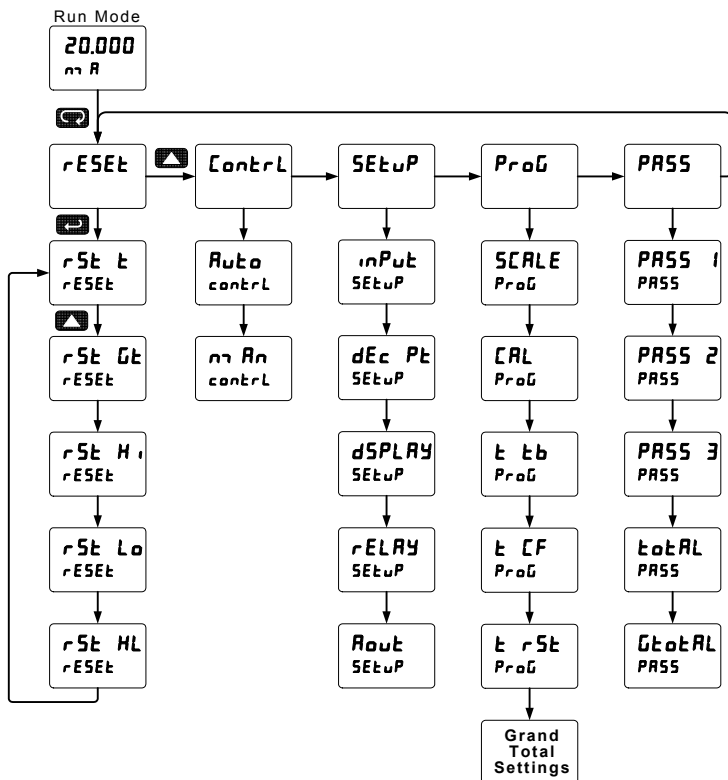 Run Mode
20.000
mA
rESEt
ContrL
SEtuP
ProG
PASS
rSt t
rESEt
Auto
contrL
inPut
SEtuP
SCALE
ProG
PASS 1
PASS
rSt Gt
rESEt
mAn
contrL
dEc Pt
SEtuP
CAL
ProG
PASS 2
PASS
rSt Hi
rESEt
dSPLAY
SEtuP
t tb
ProG
PASS 3
PASS
rSt Lo
rESEt
rELAY
SEtuP
t CF
ProG
totAL
PASS
rSt HL
rESEt
Aout
SEtuP
t rSt
ProG
GtotAL
PASS
Grand
Total
Settings